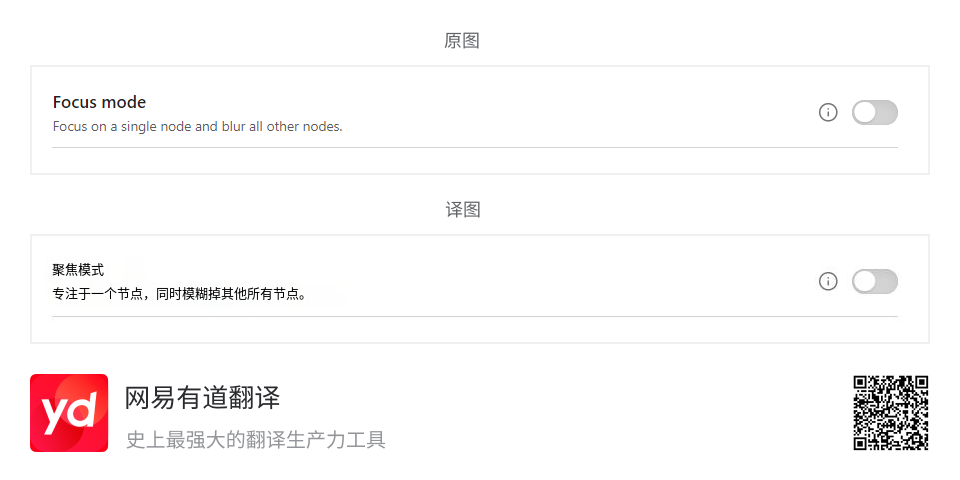 原图
Focus mode
Focus on a single node and blur all other nodes.
译图
聚焦模式
专注于一个节点，同时模糊掉其他所有节点。
yd
网易有道翻译
史上最强大的翻译生产力工具